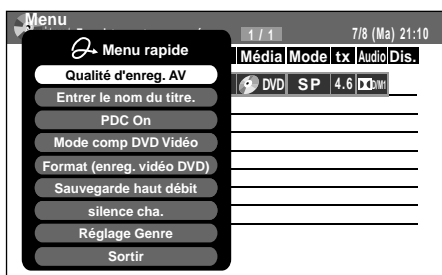 Menu
1 / 1 7/8 (Ma) 21:10
Menu rapide
Média Mode tx Audio Dis.
Qualité d'enreg. AV
DVD SP 4.6 D/M1
Entrer le nom du titre.
PDC On
Mode comp DVD Vidéo
Format (enreg. vidéo DVD)
Sauvegarde haut débit
silence cha.
Réglage Genre
Sortir